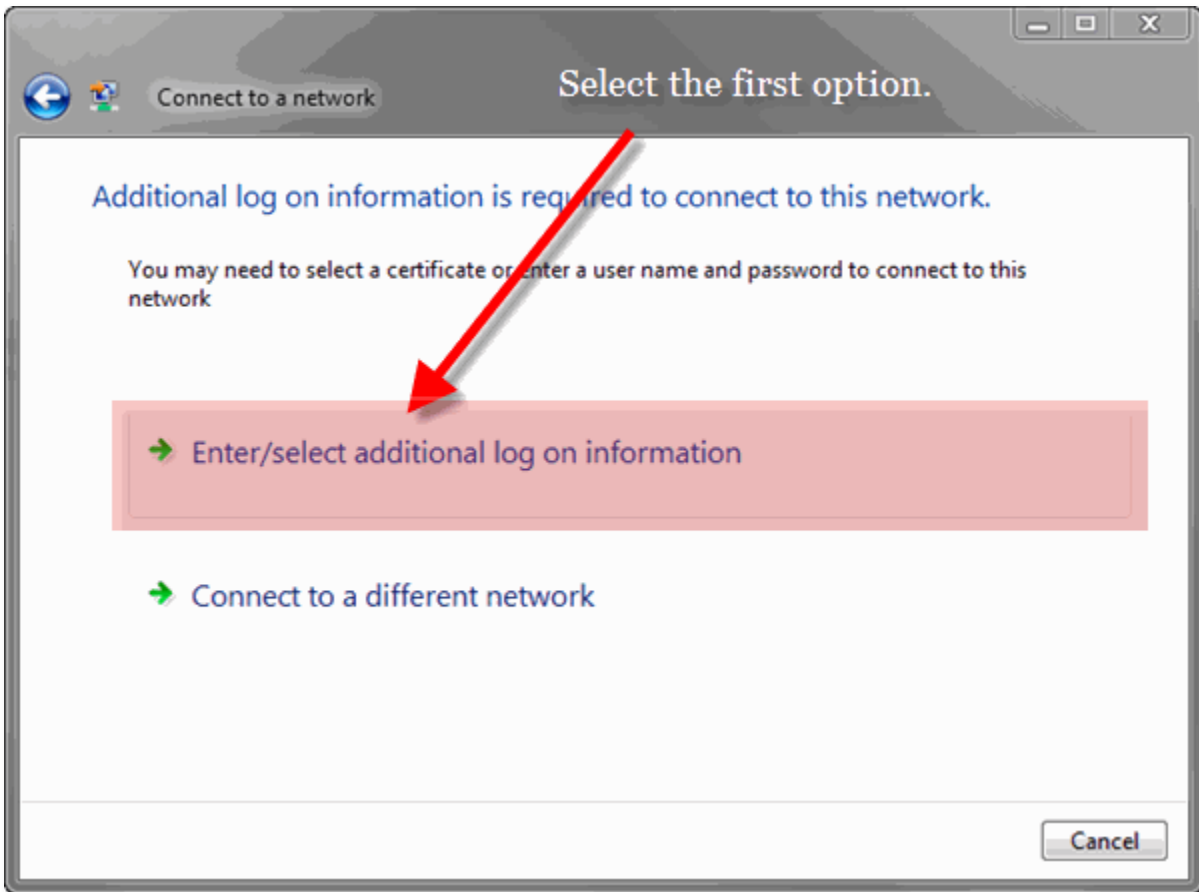 Connect to a network
Select the first option.
Additional log on information is required to connect to this network.
You may need to select a certificate or enter a user name and password to connect to this
network
Enter/select additional log on information
Connect to a different network
Cancel